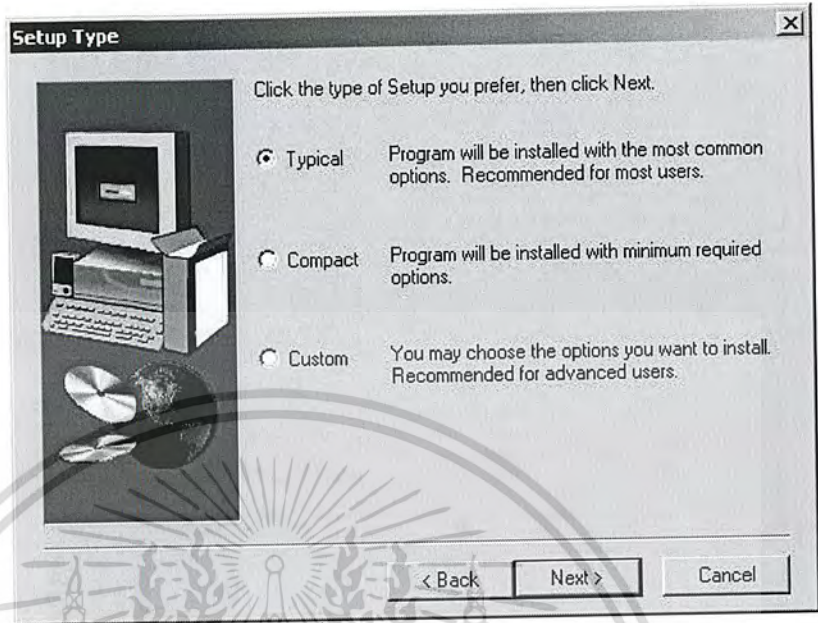 Setup Type
Click the type of Setup you prefer, then click Next.
Typical
Program will be installed with the most common
options. Recommended for most users.
Compact
Program will be installed with minimum required
options.
Custom
You may choose the options you want to install.
Recommended for advanced users.
< Back
Next >
Cancel